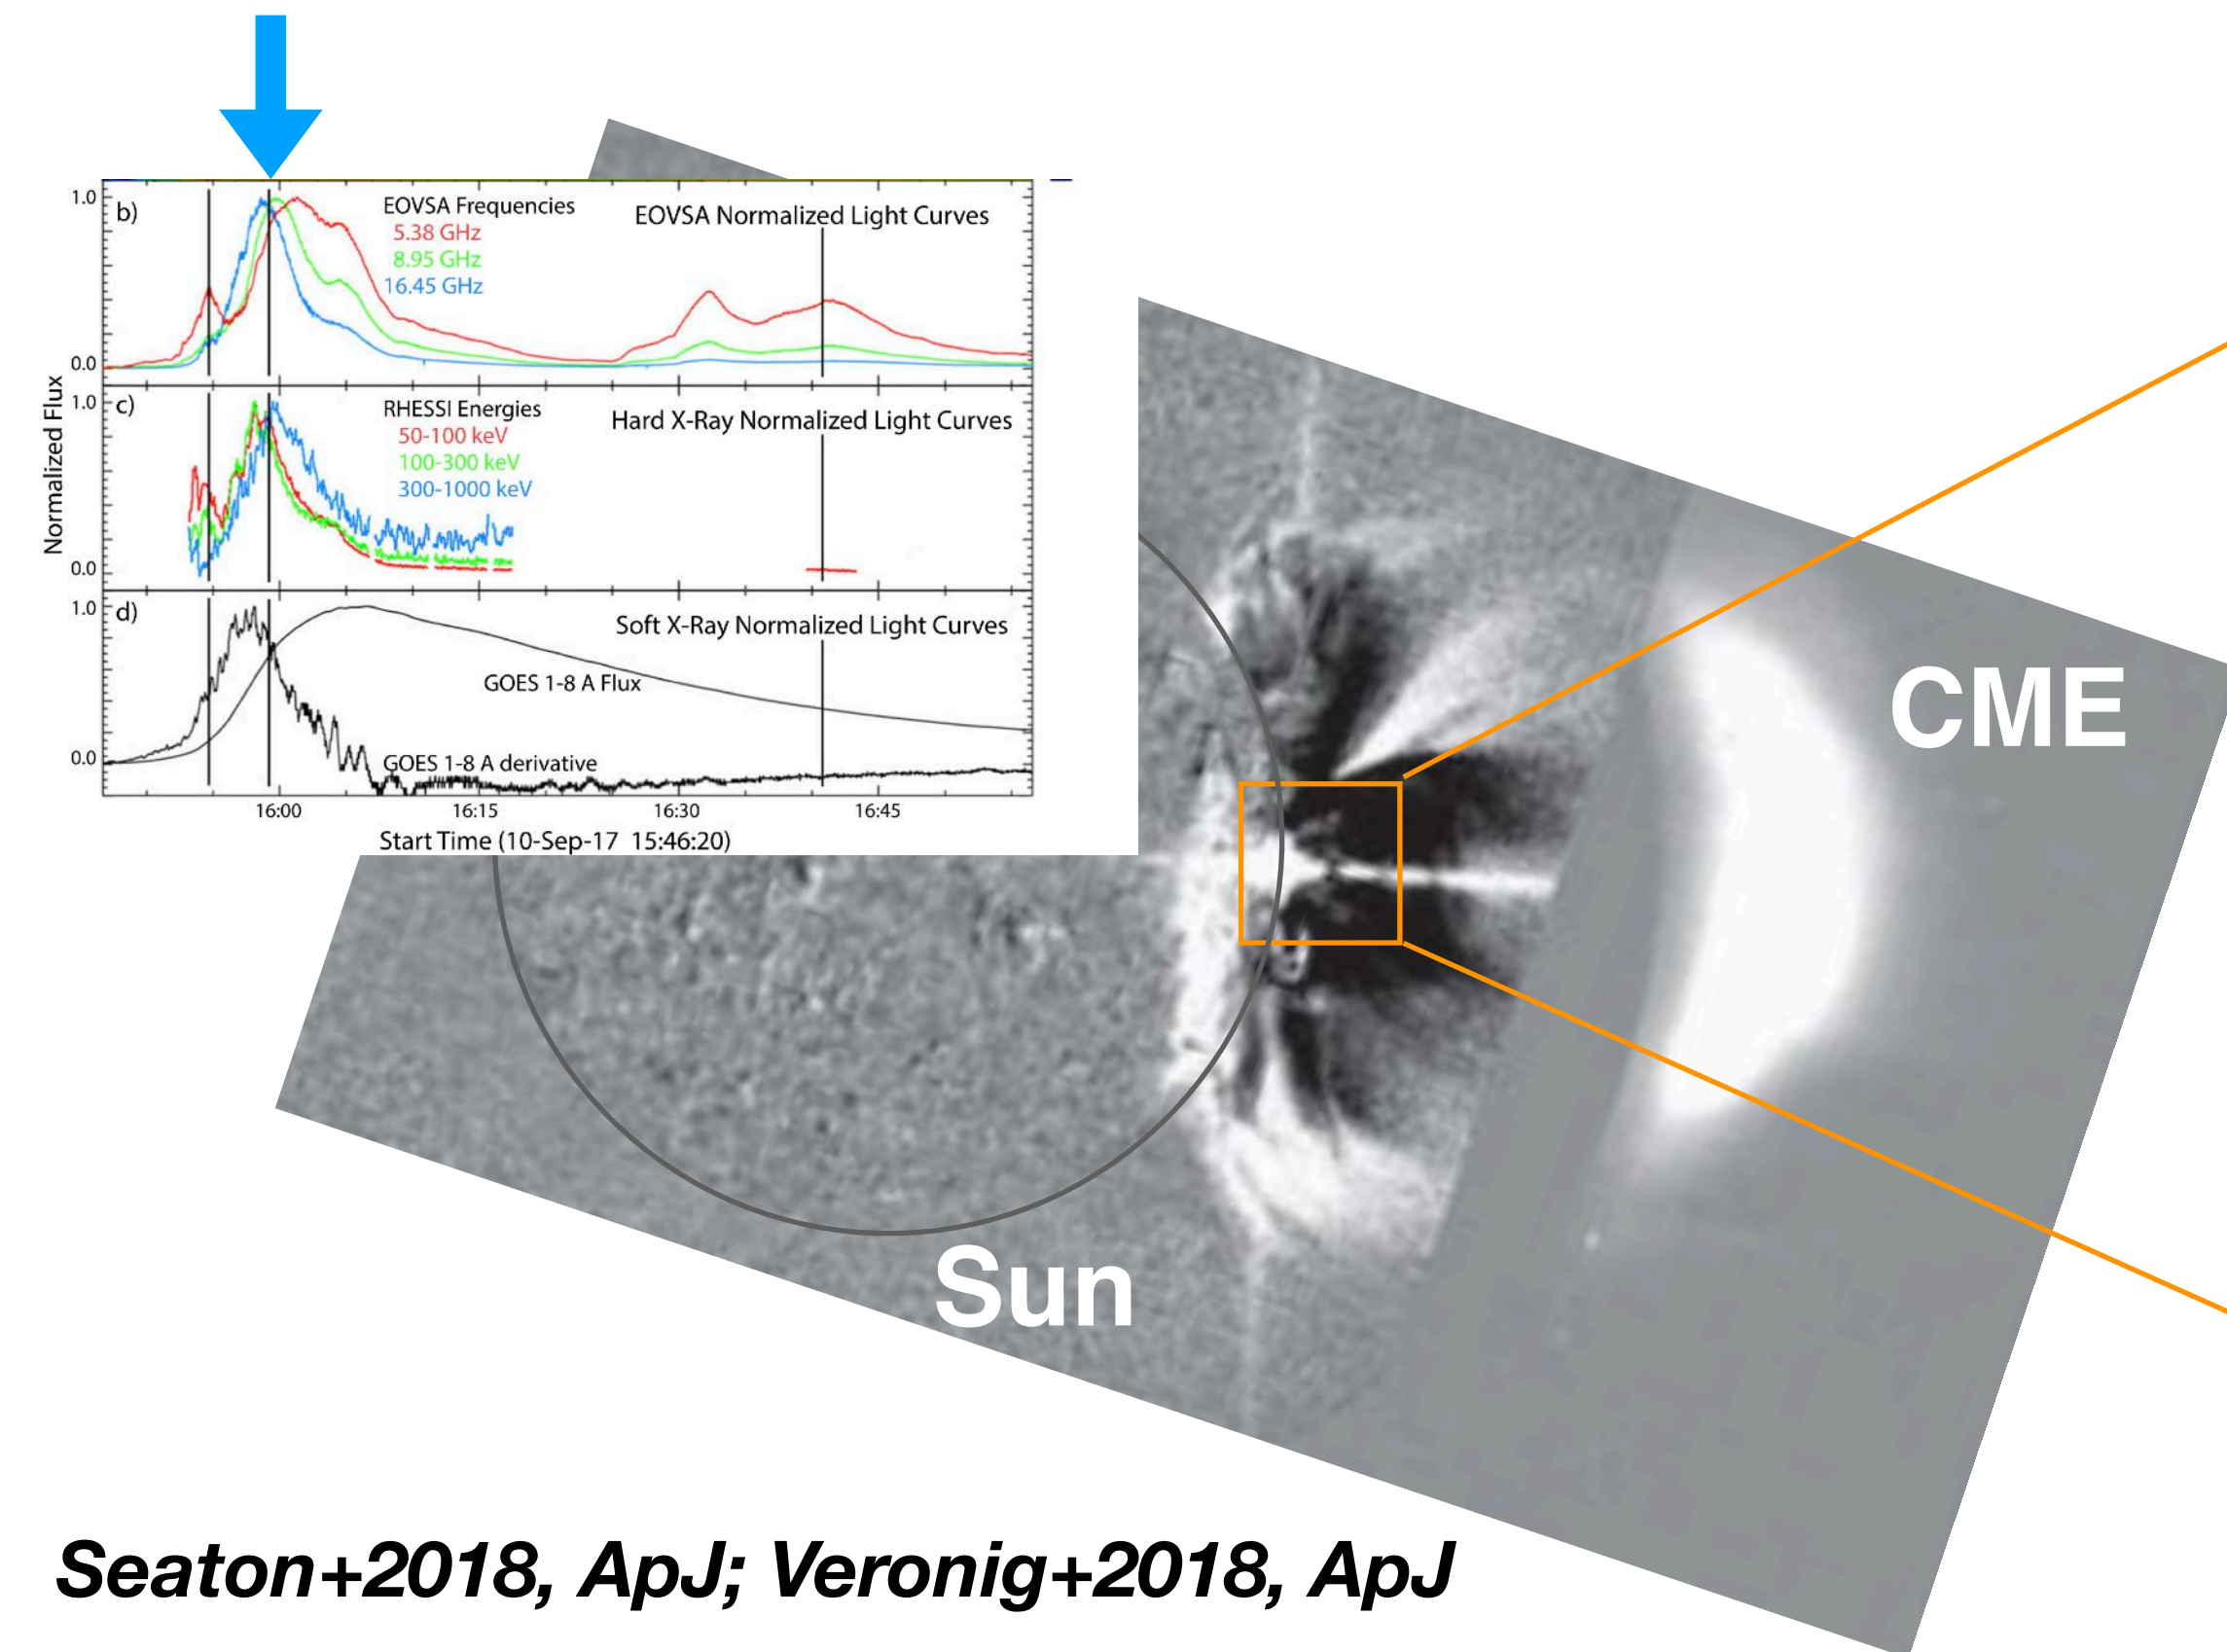 1.0
b)
EOVSA Frequencies
5.38 GHz
8.95 GHz
16.45 GHz
EOVSA Normalized Light Curves
0.0
Normalized Flux
1.0
c)
RHESSI Energies
50-100 keV
100-300 keV
300-1000 keV
Hard X-Ray Normalized Light Curves
0.0
1.0
d)
Soft X-Ray Normalized Light Curves
GOES 1-8 A Flux
0.0
GOES 1-8 A derivative
16:00 16:15 16:30 16:45
Start Time (10-Sep-17 15:46:20)
CME
Sun
Seaton+2018, ApJ; Veronig+2018, ApJ